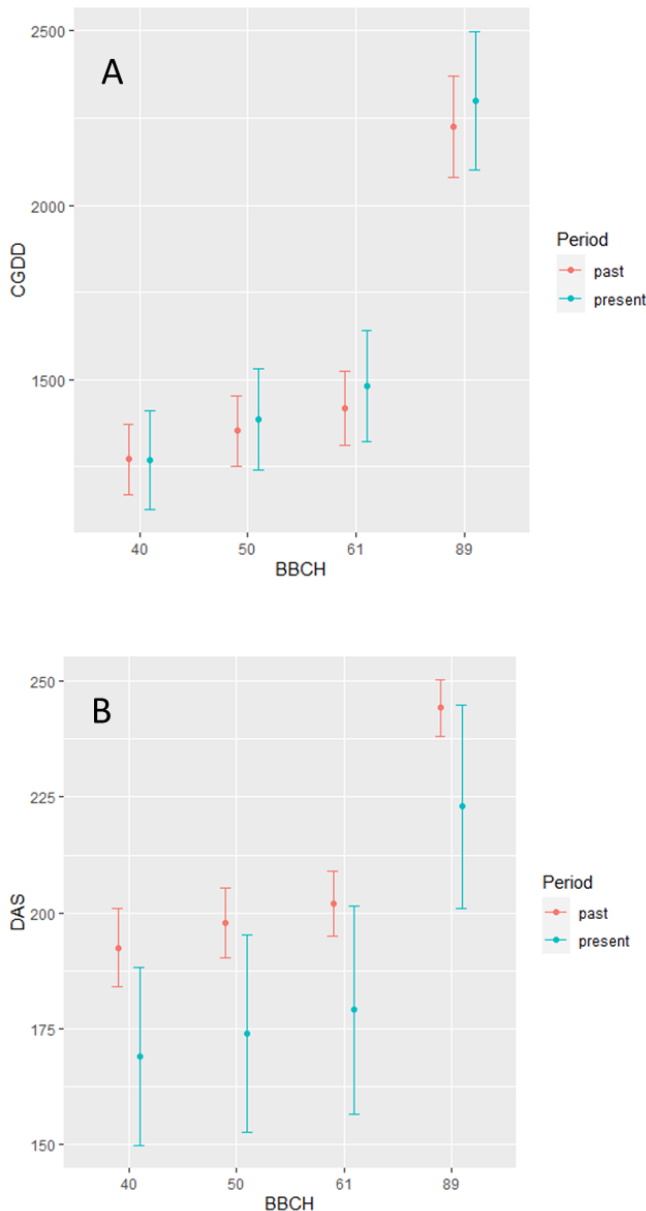 A
2500
2000
1500
CGDD
40 50 61 89
BBCH
Period
past
present
B
250
225
200
175
150
DAS
40 50 61 89
BBCH
Period
past
present